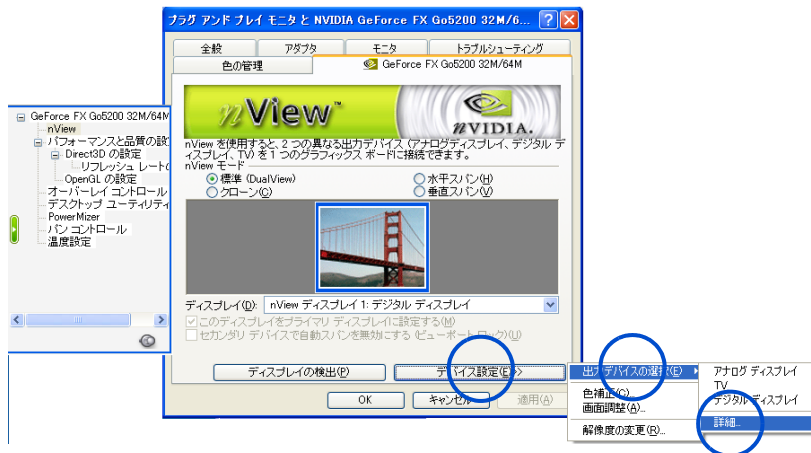 プラグ アンド プレイ モニタ と NVIDIA GeForce FX Go5200 32M/6...
全般
アダプタ
モニタ
トラブルシューティング
色の管理
GeForce FX Go5200 32M/64M
nView™
NVIDIA.
nView を使用すると、2 つの異なる出力デバイス (アナログディスプレイ、デジタル デ
ィスプレイ、TV) を 1 つのグラフィックス ボードに接続できます。
nView モード
標準 (DualView)
水平スパン(H)
クローン(C)
垂直スパン(V)
ディスプレイ(D):
nView ディスプレイ 1: デジタル ディスプレイ
このディスプレイをプライマリ ディスプレイに設定する(M)
セカンダリ デバイスで自動スパンを無効にする (ビューポート ロック)(U)
ディスプレイの検出(P)
デバイス設定(E)>>
OK
キャンセル
適用(A)
GeForce FX Go5200 32M/64M
nView
パフォーマンスと品質の設
Direct3D の設定
リフレッシュ レートの
OpenGL の設定
オーバーレイ コントロール
デスクトップ ユーティリティ
PowerMizer
パン コントロール
温度設定
出力デバイスの選択(E)
色補正(C)...
画面調整(A)...
解像度の変更(R)...
アナログ ディスプレイ
TV
デジタル ディスプレイ
詳細...